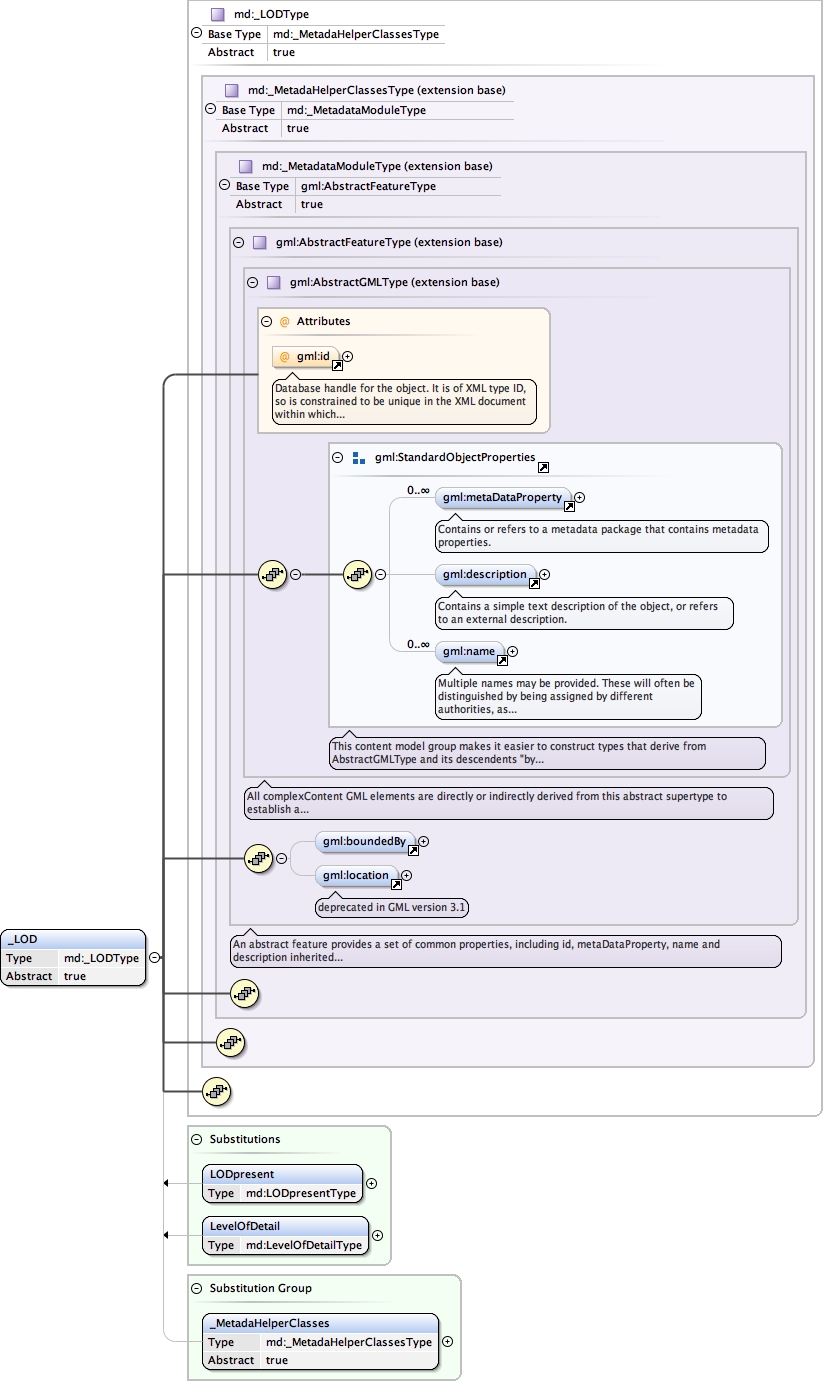 md:_LODType
Base Type md:_MetadaHelperClassesType
Abstract true
md:_MetadaHelperClassesType (extension base)
Base Type md:_MetadataModuleType
Abstract true
md:_MetadataModuleType (extension base)
Base Type gml:AbstractFeatureType
Abstract true
gml:AbstractFeatureType (extension base)
gml:AbstractGMLType (extension base)
@ Attributes
@ gml:id
Database handle for the object. It is of XML type ID,
so is constrained to be unique in the XML document
within which...
gml:StandardObjectProperties
0..∞ gml:metaDataProperty
Contains or refers to a metadata package that contains metadata
properties.
gml:description
Contains a simple text description of the object, or refers
to an external description.
0..∞ gml:name
Multiple names may be provided. These will often be
distinguished by being assigned by different
authorities, as...
This content model group makes it easier to construct types that derive from
AbstractGMLType and its descendents "by...
All complexContent GML elements are directly or indirectly derived from this abstract supertype to
establish a...
gml:boundedBy
gml:location
deprecated in GML version 3.1
An abstract feature provides a set of common properties, including id, metaDataProperty, name and
description inherited...
_LOD
Type md:_LODType
Abstract true
Substitutions
LODpresent
Type md:LODpresentType
LevelOfDetail
Type md:LevelOfDetailType
Substitution Group
_MetadaHelperClasses
Type md:_MetadaHelperClassesType
Abstract true